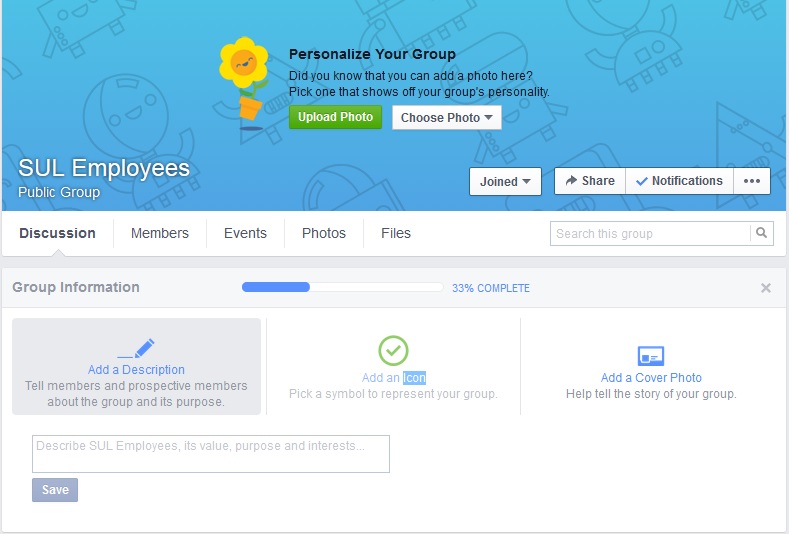 Personalize Your Group
Did you know that you can add a photo here?
Pick one that shows off your group's personality.
Upload Photo
Choose Photo
SUL Employees
Public Group
Joined
Share
Notifications
Discussion
Members
Events
Photos
Files
Search this group
Group Information
33% COMPLETE
Add a Description
Tell members and prospective members
about the group and its purpose.
Add an Icon
Pick a symbol to represent your group.
Add a Cover Photo
Help tell the story of your group.
Describe SUL Employees, its value, purpose and interests...
Save